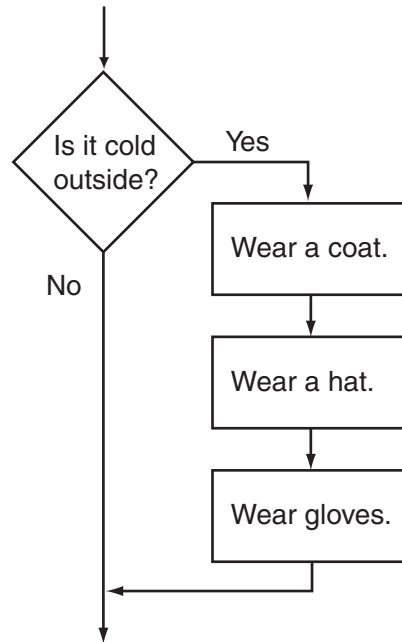 Is it cold
outside?
Yes
Wear a coat.
No
Wear a hat.
Wear gloves.